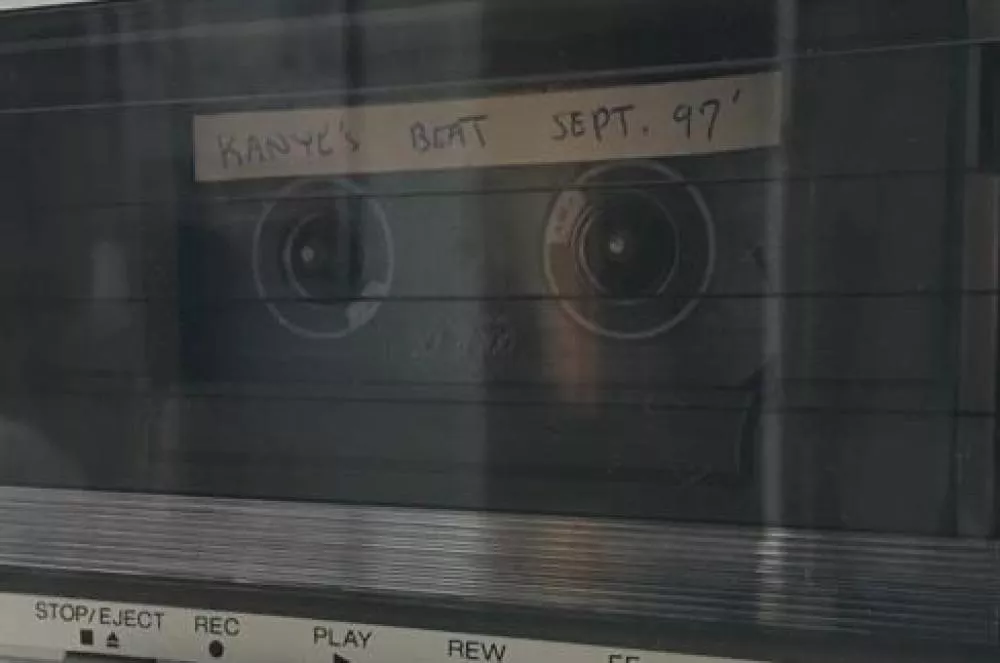 KANYE's BEAT SEPT. 97'
STOP/EJECT REC PLAY REW